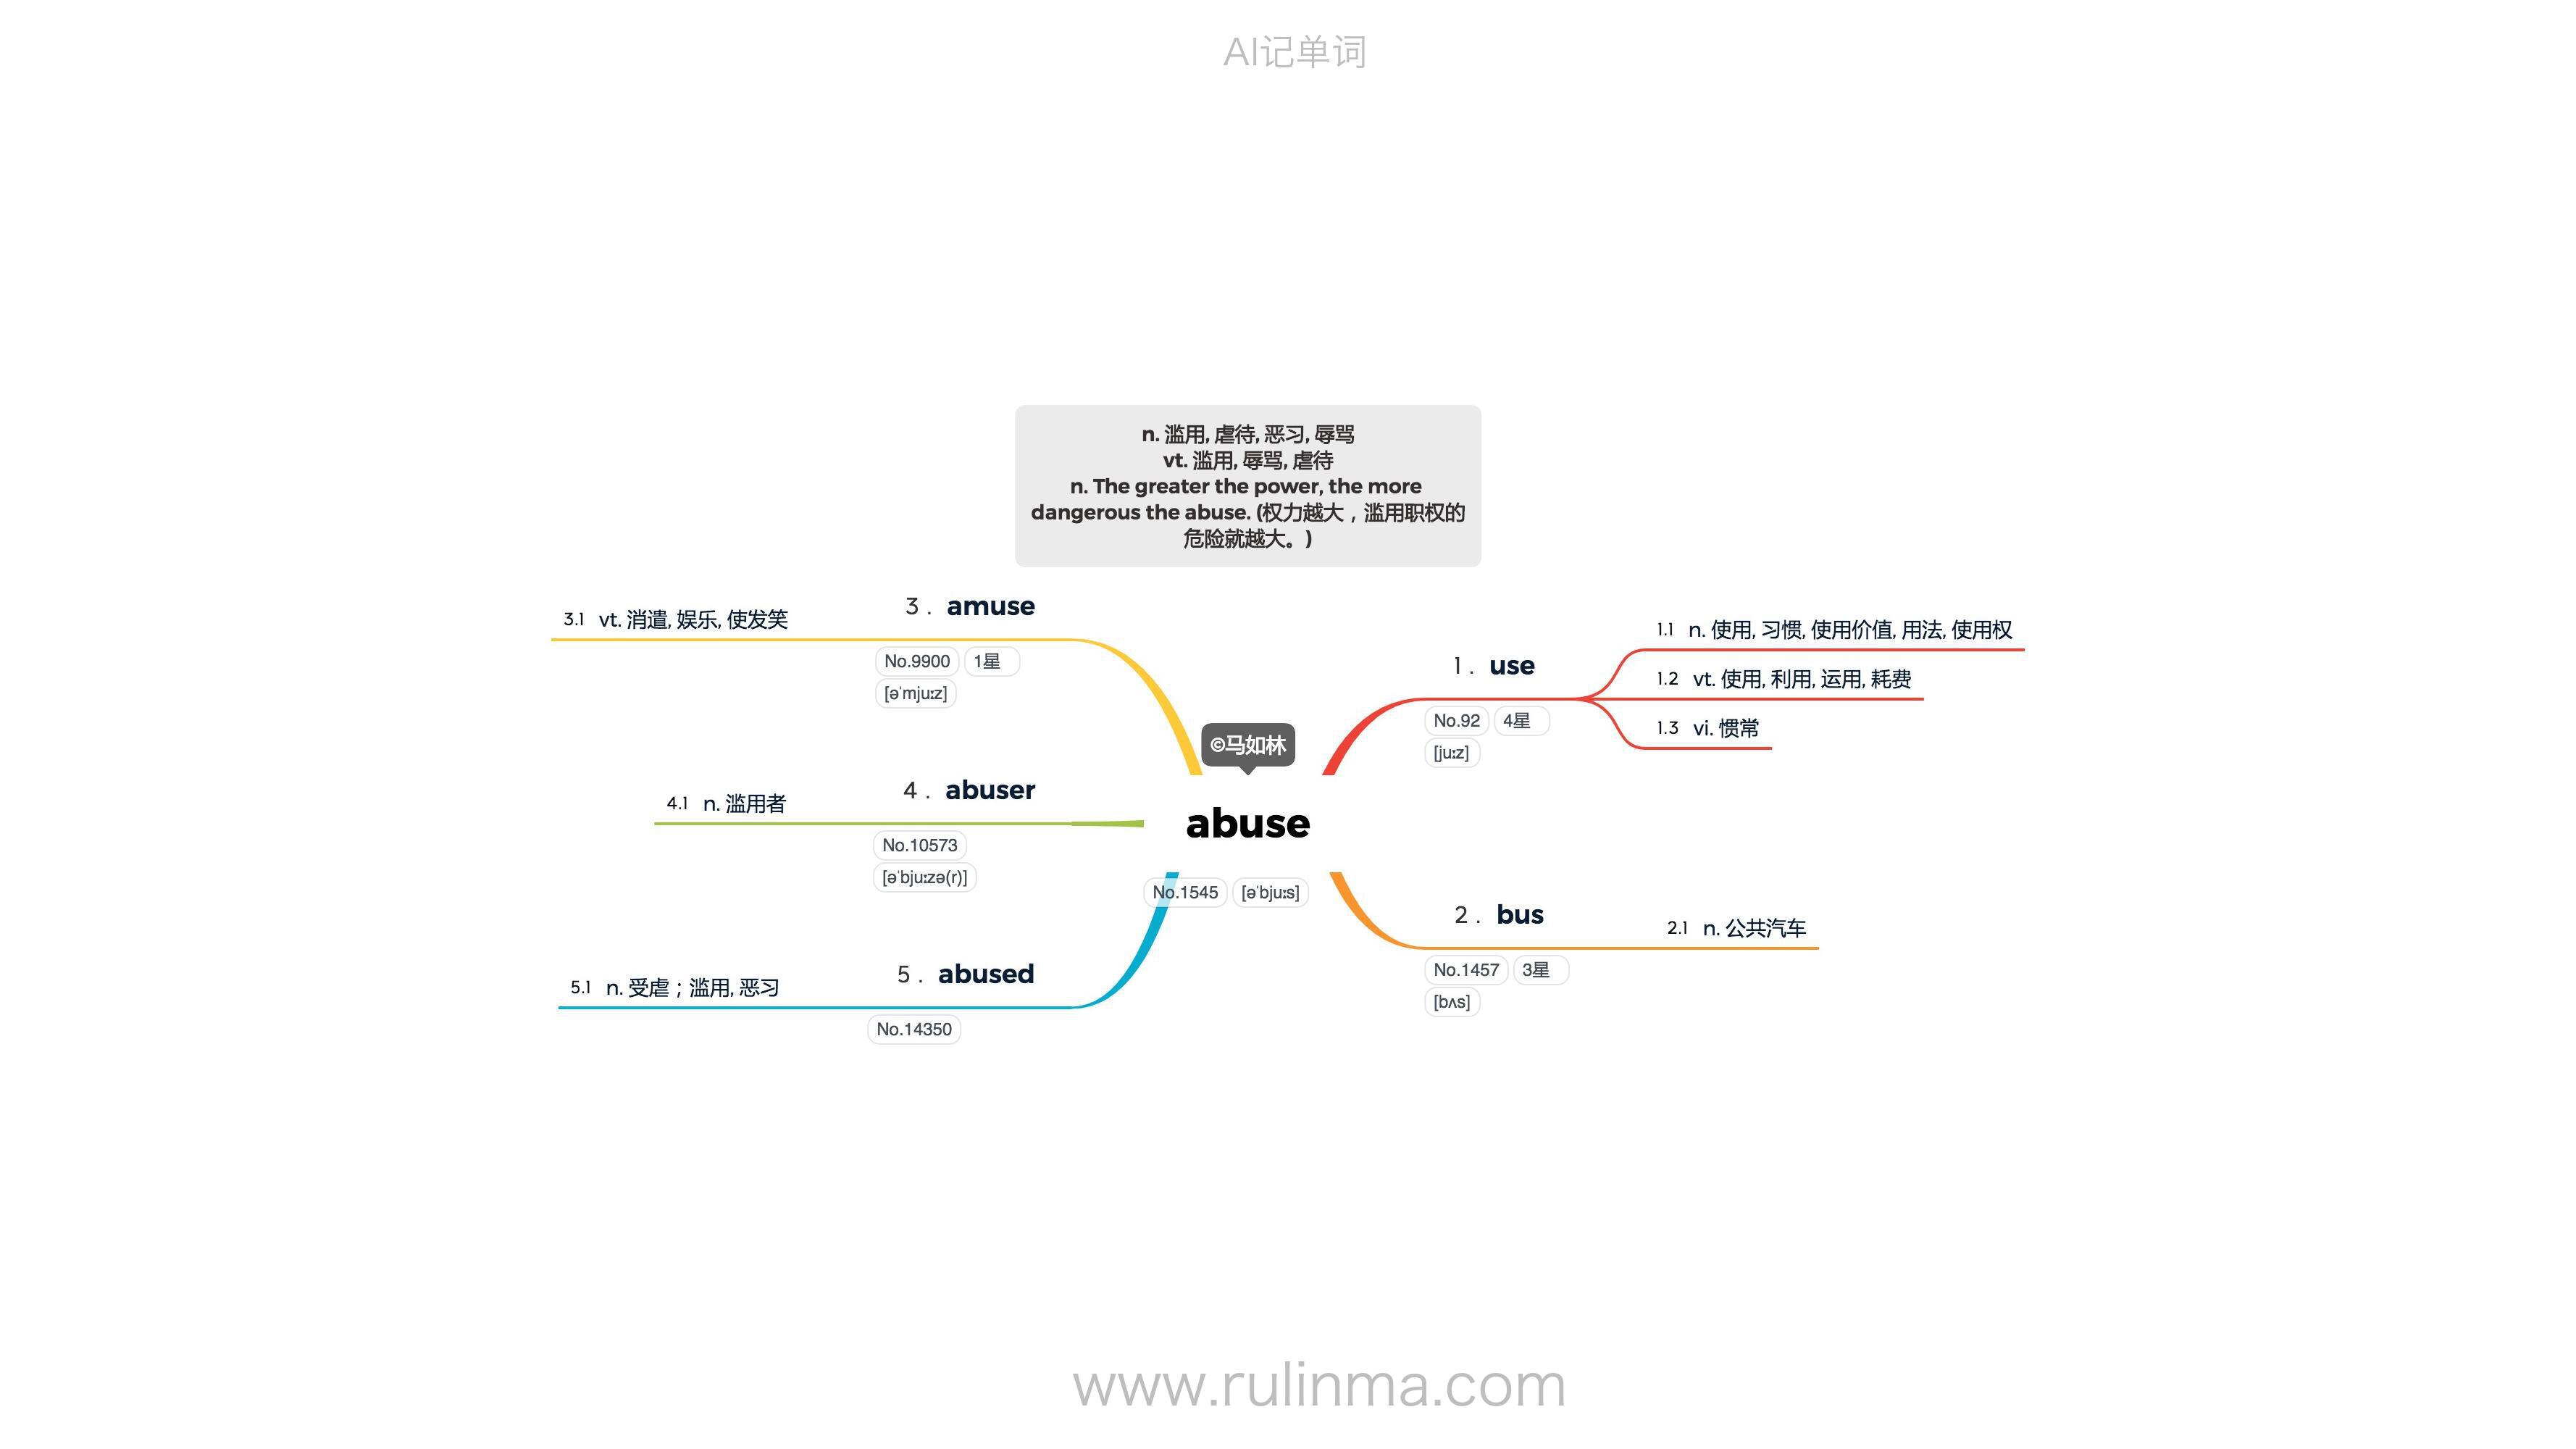 AI记单词
n. 滥用, 虐待, 恶习, 辱骂
vt. 滥用, 辱骂, 虐待
n. The greater the power, the more
dangerous the abuse. (权力越大，滥用职权的
危险就越大。)
©马如林
abuse
No.1545 [əˈbjuːs]
1. use
No.92 4星
[juːz]
1.1 n. 使用, 习惯, 使用价值, 用法, 使用权
1.2 vt. 使用, 利用, 运用, 耗费
1.3 vi. 惯常
2. bus
No.1457 3星
[bʌs]
2.1 n. 公共汽车
3. amuse
No.9900 1星
[əˈmjuːz]
3.1 vt. 消遣, 娱乐, 使发笑
4. abuser
No.10573
[əˈbjuːzə(r)]
4.1 n. 滥用者
5. abused
No.14350
5.1 n. 受虐；滥用, 恶习
www.rulinma.com